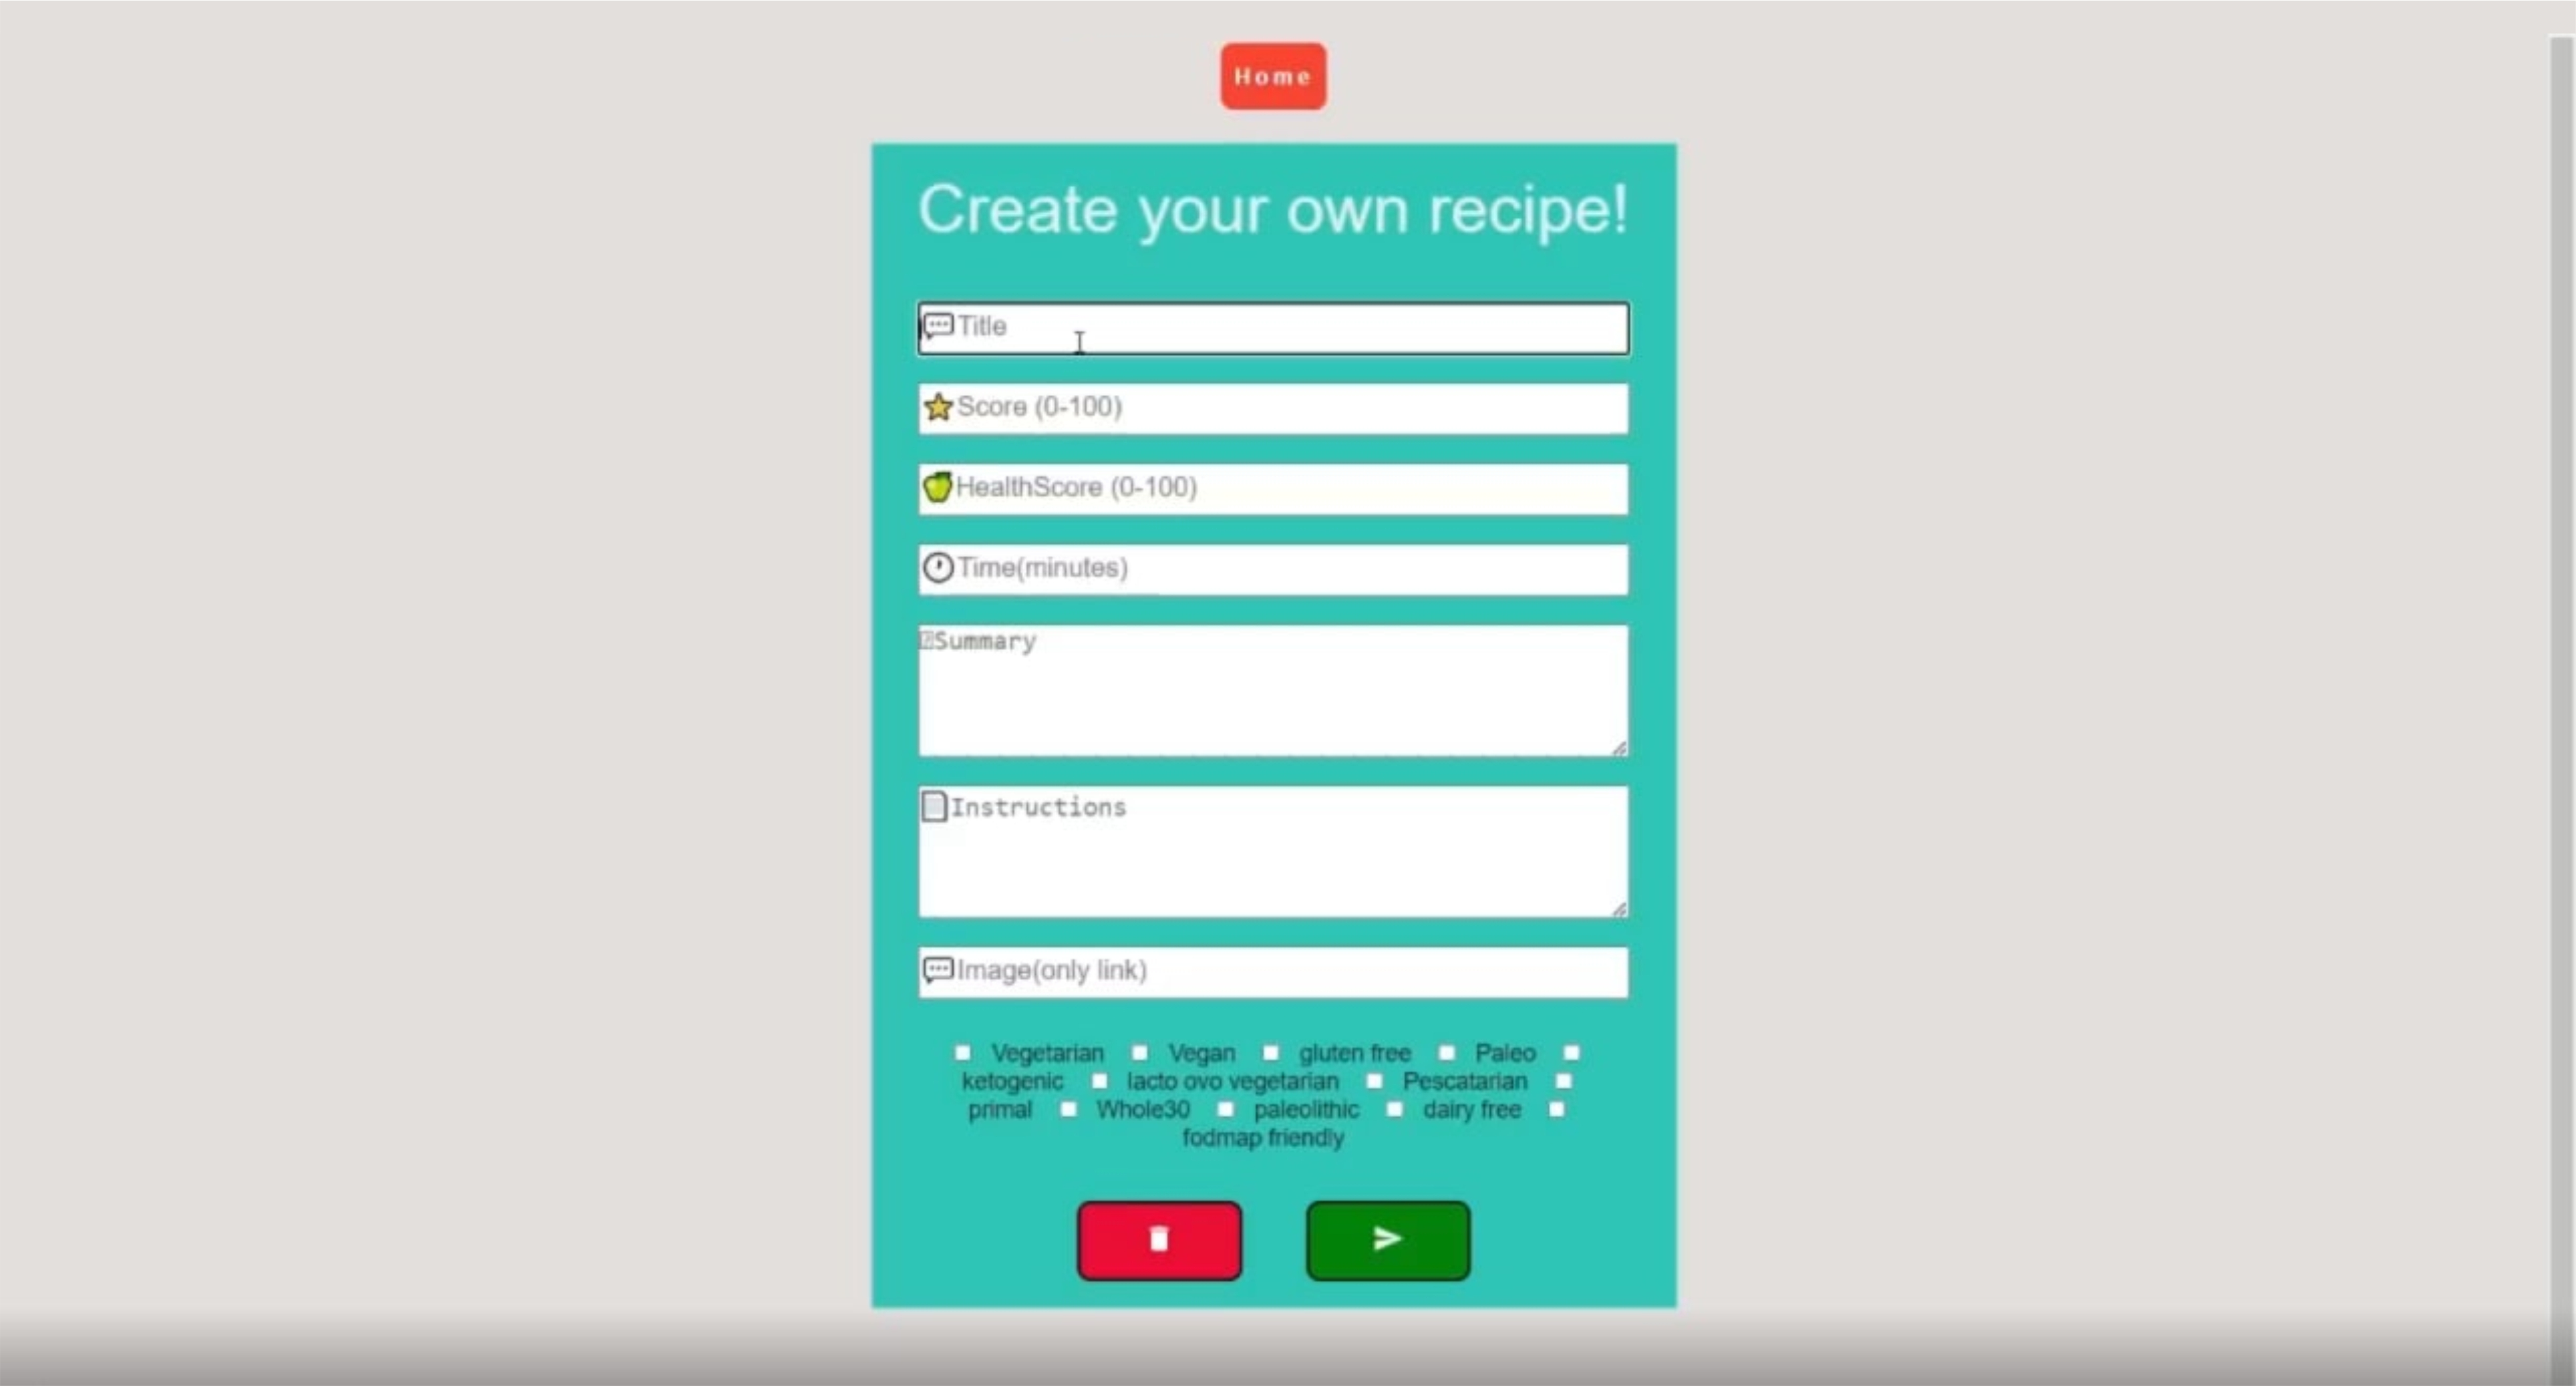 Home
Create your own recipe!
Title
Score (0-100)
HealthScore (0-100)
Time(minutes)
Summary
Instructions
Image(only link)
Vegetarian Vegan gluten free Paleo
ketogenic lacto ovo vegetarian Pescatarian
primal Whole30 paleolithic dairy free
fodmap friendly